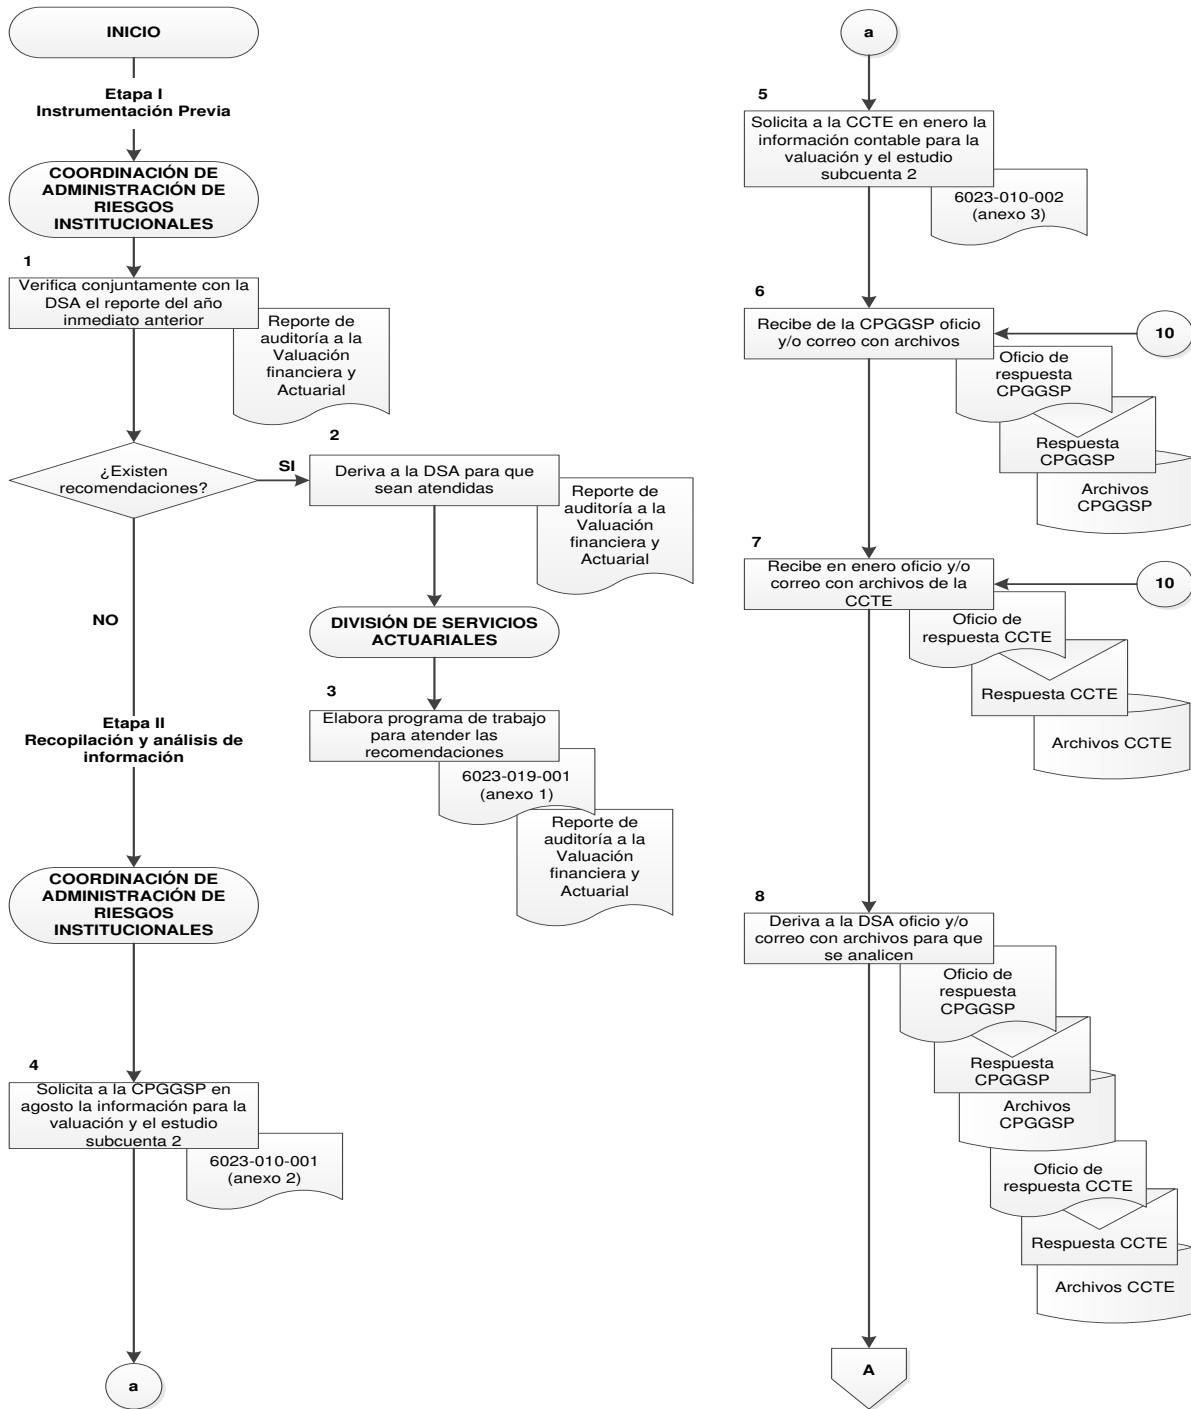 INICIO
Etapa I
Instrumentación Previa
COORDINACIÓN DE
ADMINISTRACIÓN DE
RIESGOS
INSTITUCIONALES
1
Verifica conjuntamente con la
DSA el reporte del año
inmediato anterior
Reporte de
auditoría a la
Valuación
financiera y
Actuarial
¿Existen
recomendaciones?
SI
NO
2
Deriva a la DSA para que
sean atendidas
Reporte de
auditoría a la
Valuación
financiera y
Actuarial
DIVISIÓN DE SERVICIOS
ACTUARIALES
3
Elabora programa de trabajo
para atender las
recomendaciones
6023-019-001
(anexo 1)
Reporte de
auditoría a la
Valuación
financiera y
Actuarial
Etapa II
Recopilación y análisis de
información
COORDINACIÓN DE
ADMINISTRACIÓN DE
RIESGOS
INSTITUCIONALES
4
Solicita a la CPGGSP en
agosto la información para la
valuación y el estudio
subcuenta 2
6023-010-001
(anexo 2)
a
a
5
Solicita a la CCTE en enero la
información contable para la
valuación y el estudio
subcuenta 2
6023-010-002
(anexo 3)
6
Recibe de la CPGGSP oficio
y/o correo con archivos
10
Oficio de
respuesta
CPGGSP
Respuesta
CPGGSP
Archivos
CPGGSP
7
Recibe en enero oficio y/o
correo con archivos de la
CCTE
10
Oficio de
respuesta CCTE
Respuesta CCTE
Archivos CCTE
8
Deriva a la DSA oficio y/o
correo con archivos para que
se analicen
Oficio de
respuesta
CPGGSP
Respuesta
CPGGSP
Archivos
CPGGSP
Oficio de
respuesta CCTE
Respuesta CCTE
Archivos CCTE
A